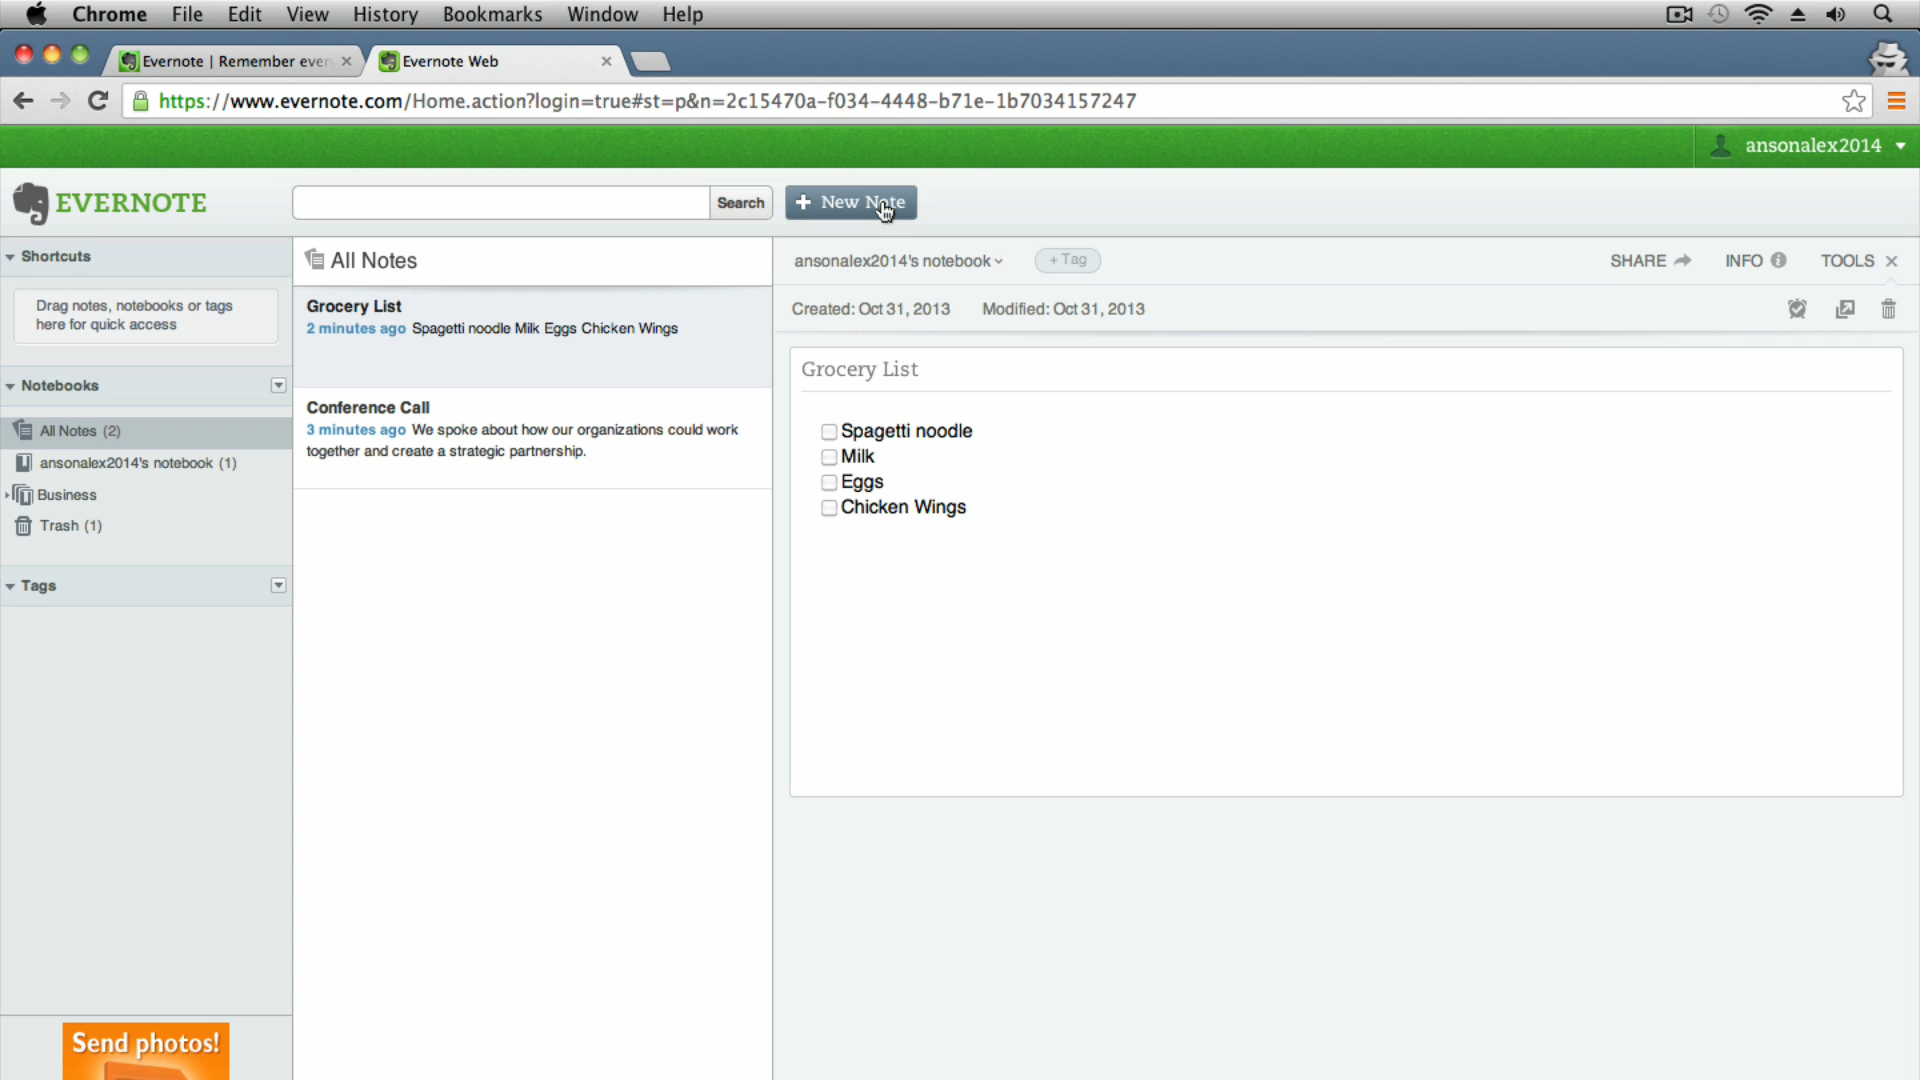 Chrome File Edit View History Bookmarks Window Help
Evernote | Remember ever
Evernote Web
https://www.evernote.com/Home.action?login=true#st=p&n=2c15470a-f034-4448-b71e-1b7034157247
ansonalex2014
EVERNOTE
Search
+ New Note
Shortcuts
Drag notes, notebooks or tags
here for quick access
Notebooks
All Notes (2)
ansonalex2014's notebook (1)
Business
Trash (1)
Tags
Send photos!
All Notes
Grocery List
2 minutes ago Spagetti noodle Milk Eggs Chicken Wings
Conference Call
3 minutes ago We spoke about how our organizations could work
together and create a strategic partnership.
ansonalex2014's notebook
+ Tag
SHARE
INFO
TOOLS
Created: Oct 31, 2013 Modified: Oct 31, 2013
Grocery List
Spagetti noodle
Milk
Eggs
Chicken Wings